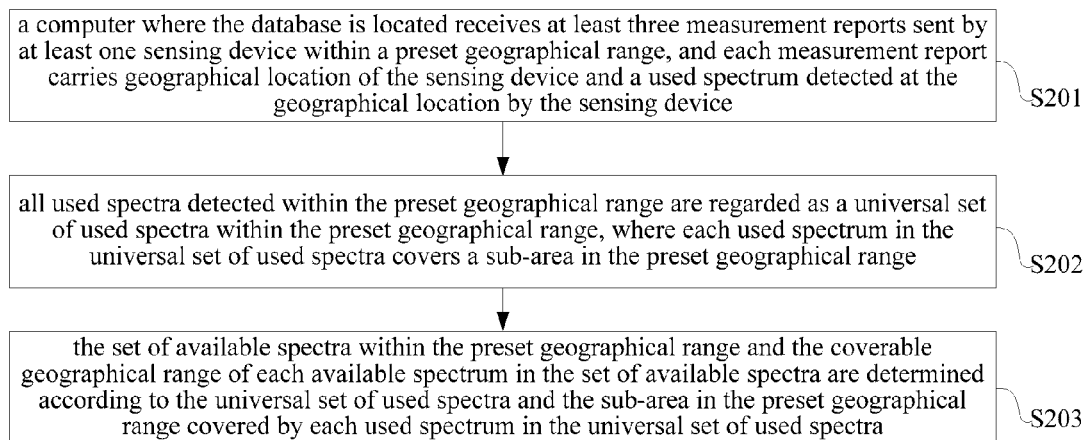 a computer where the database is located receives at least three measurement reports sent by
at least one sensing device within a preset geographical range, and each measurement report
carries geographical location of the sensing device and a used spectrum detected at the
geographical location by the sensing device
S201
all used spectra detected within the preset geographical range are regarded as a universal set
of used spectra within the preset geographical range, where each used spectrum in the
universal set of used spectra covers a sub-area in the preset geographical range
S202
the set of available spectra within the preset geographical range and the coverable
geographical range of each available spectrum in the set of available spectra are determined
according to the universal set of used spectra and the sub-area in the preset geographical
range covered by each used spectrum in the universal set of used spectra
S203